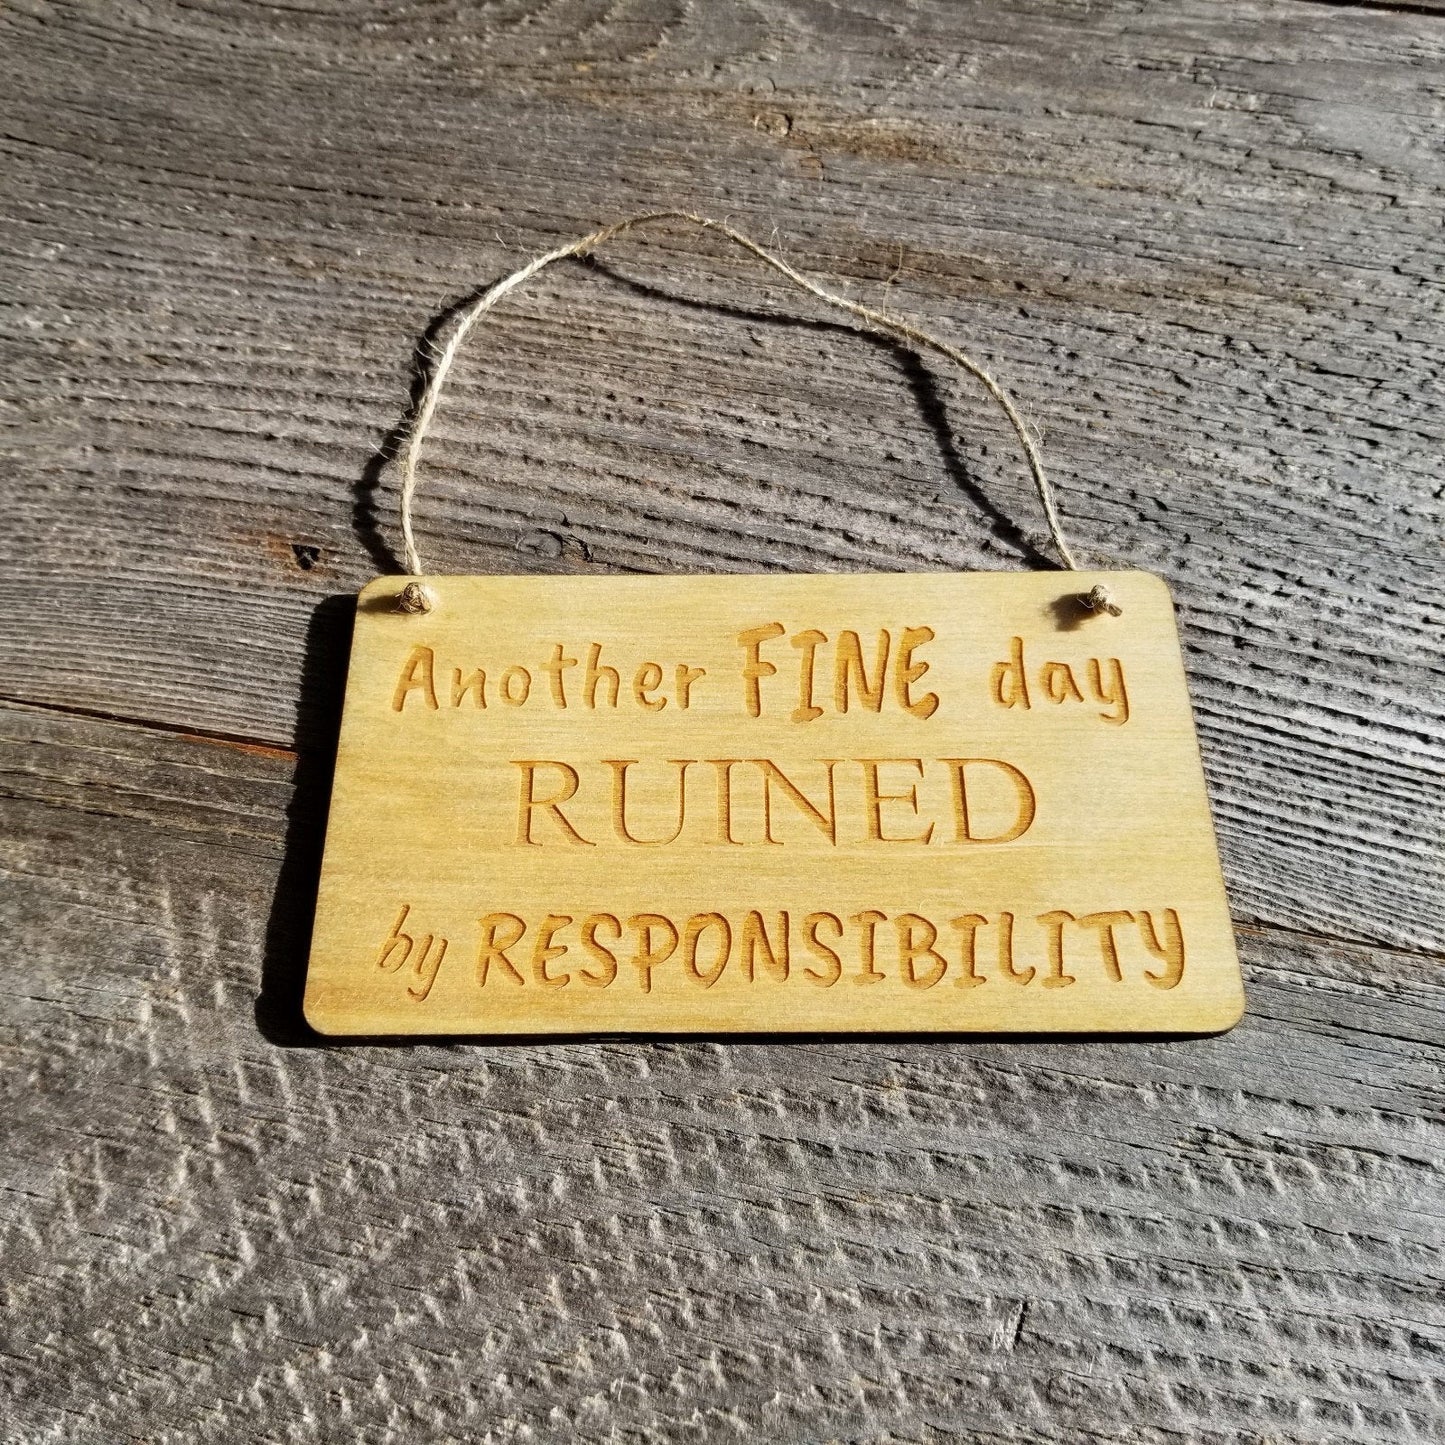 Another FINE day
RUINED
by RESPONSIBILITY